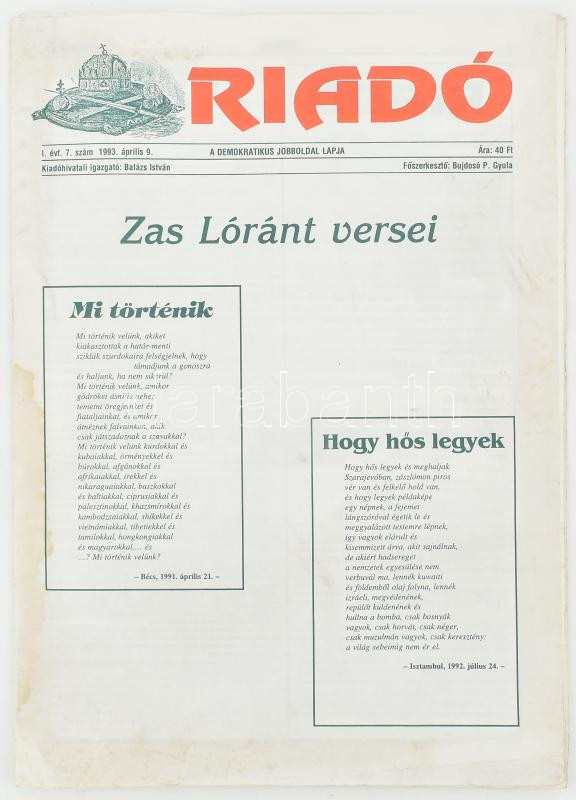 RIADÓ
I. évf. 7. szám 1993. április 9. A DEMOKRATIKUS JOBBOLDAL LAPJA Ára: 40 Ft
Kiadóhivatali igazgató: Balázs István Főszerkesztő: Bujdosó P. Gyula
Zas Lóránt versei
Mi történik
Mi történik velünk, akiket
kiakasztottak a határ-menti
sziklák szurdokaira felségjelnek, hogy
támadjunk a gonoszra
és haljunk, ha nem sikerül?
Mi történik velünk, amikor
gödröket ásni is nehéz
temetni öregjeinket és
fiataljainkat, és amikor
átnéznek falvainkon, akik
csak játszadoznak a szavakkal?
Mi történik velünk kurdokkal és
kubaiakkal, örményekkel és
búrokkal, afgánokkal és
afrikaiakkal, írekkel és
nikaraguaiakkal, baszkokkal
és baltiakkal, ciprusiakkal és
palesztinokkal, khazsmírokkal és
kambodzsaiakkal, shíkekkel és
vietnámiakkal, tibetiekkel és
tamilokkal, hongkongiakkal
és magyarokkal,... és
...? Mi történik velünk?
– Bécs, 1991. április 21. –
Hogy hős legyek
Hogy hős legyek és meghaljak
Szarajevóban, zászlómon piros
vér van és felkelő hold van,
és hogy legyek példaképe
egy népnek, a fejemet
lángszóróval égetik le és
meggyalázott testemre lépnek,
így vagyok elárult és
kisemmizett árva, akit sajnálnak,
de akiért hadsereget
a nemzetek egyesülése nem
verbuvál ma, lennék kuwaiti
és földemből olaj folyna, lennék
izráeli, megvédenének,
repülőt küldenének és
hullna a bomba, csak bosnyák
vagyok, csak horvát, csak néger,
csak muzulmán vagyok, csak keresztény:
a világ sebeimig nem ér el.
– Isztambul, 1992. július 24. –
darabanth